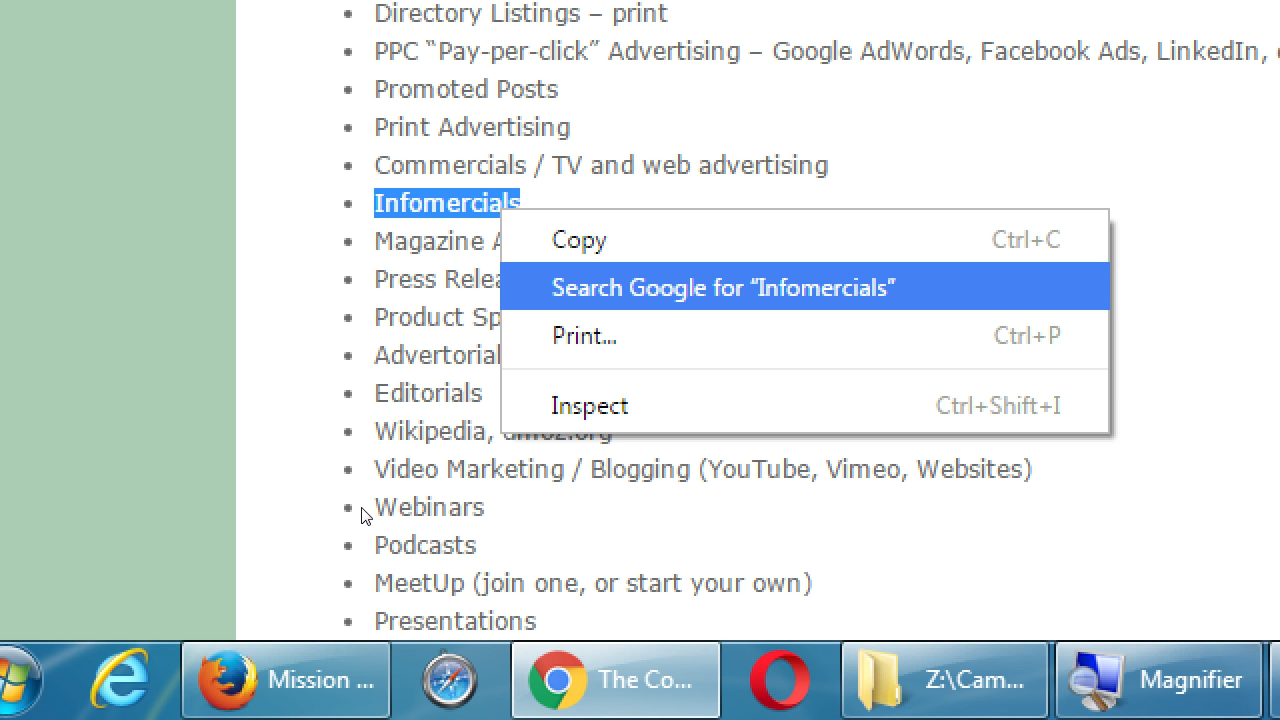 Directory Listings – print
PPC “Pay-per-click” Advertising – Google AdWords, Facebook Ads, LinkedIn,
Promoted Posts
Print Advertising
Commercials / TV and web advertising
Infomercials
Magazine
Press
Product
Editorials
Wikipedia,
Video Marketing / Blogging (YouTube, Vimeo, Websites)
Webinars
Podcasts
MeetUp (join one, or start your own)
Presentations
Copy Ctrl+C
Search Google for “Infomercials”
Print... Ctrl+P
Inspect Ctrl+Shift+I
Mission ... The Co... Z:\Cam... Magnifier